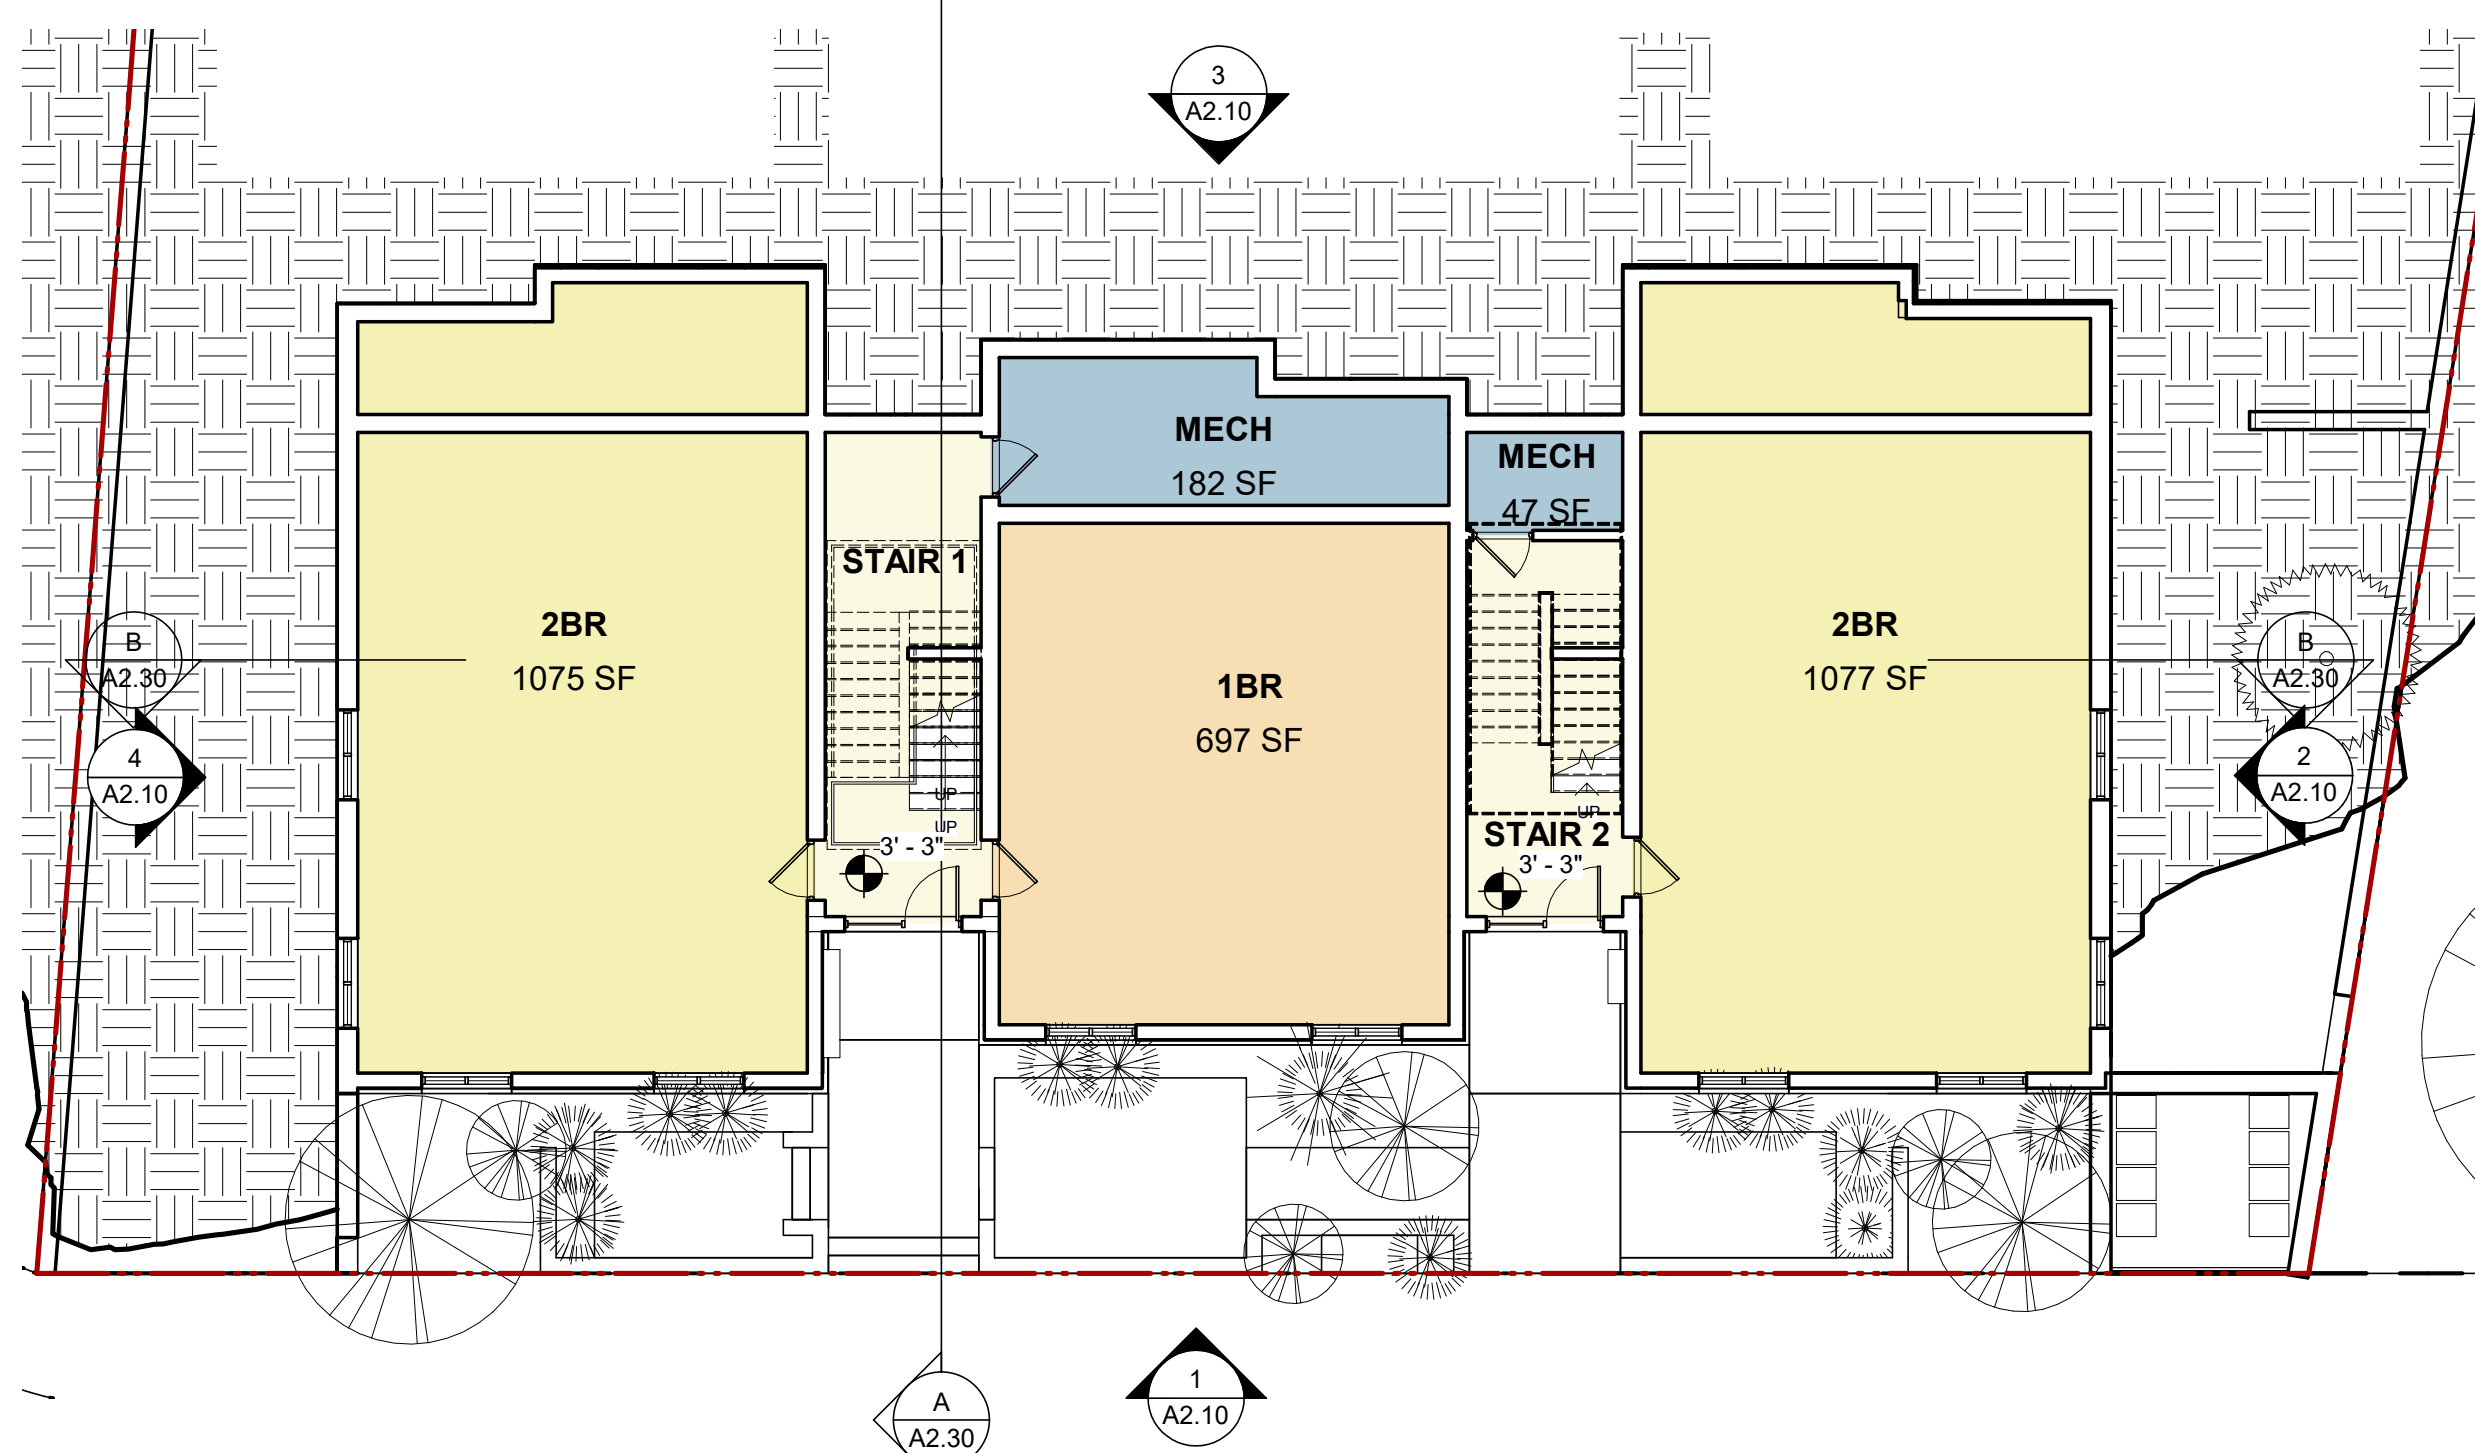 3
A2.10
MECH
182 SF
MECH
47 SF
STAIR 1
2BR
1075 SF
1BR
697 SF
2BR
1077 SF
B
A2.30
B
A2.30
4
A2.10
2
A2.10
UP
UP
3' - 3"
UP
STAIR 2
3' - 3"
1
A2.10
A
A2.30